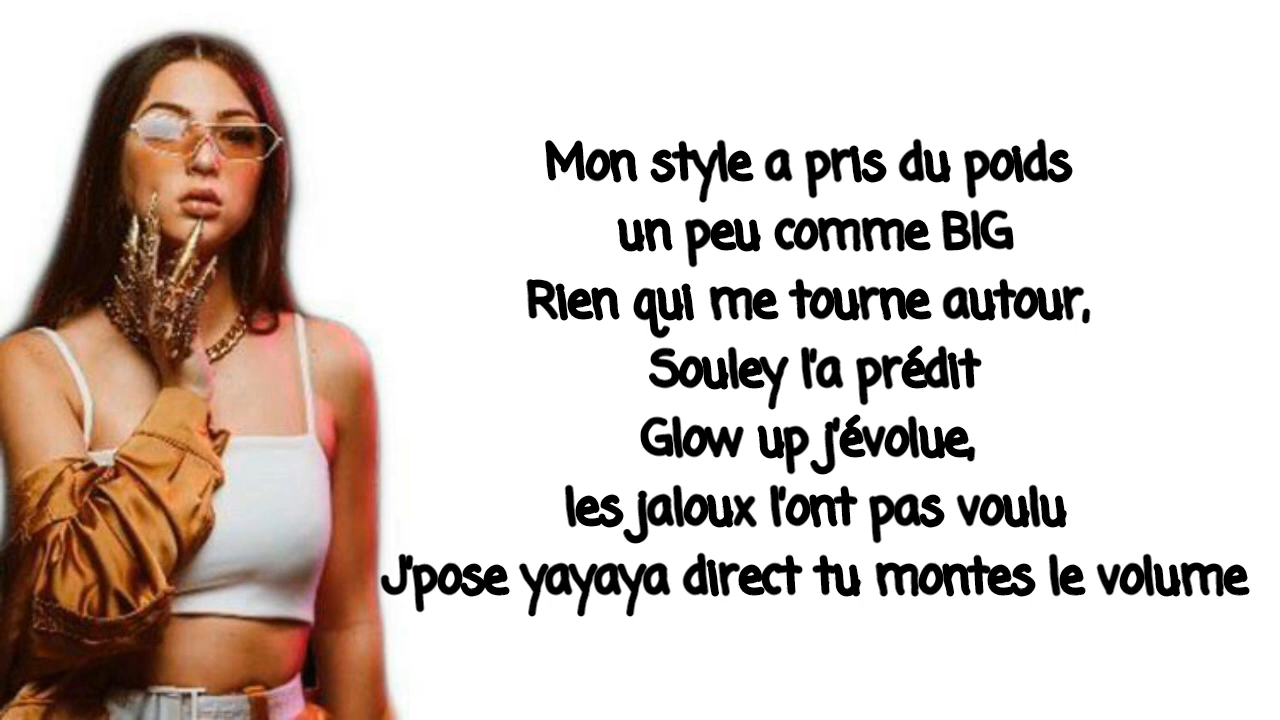 Mon style a pris du poids
un peu comme BIG
Rien qui me tourne autour,
Souley l'a prédit
Glow up j'évolue,
les jaloux l'ont pas voulu
J'pose yayaya direct tu montes le volume